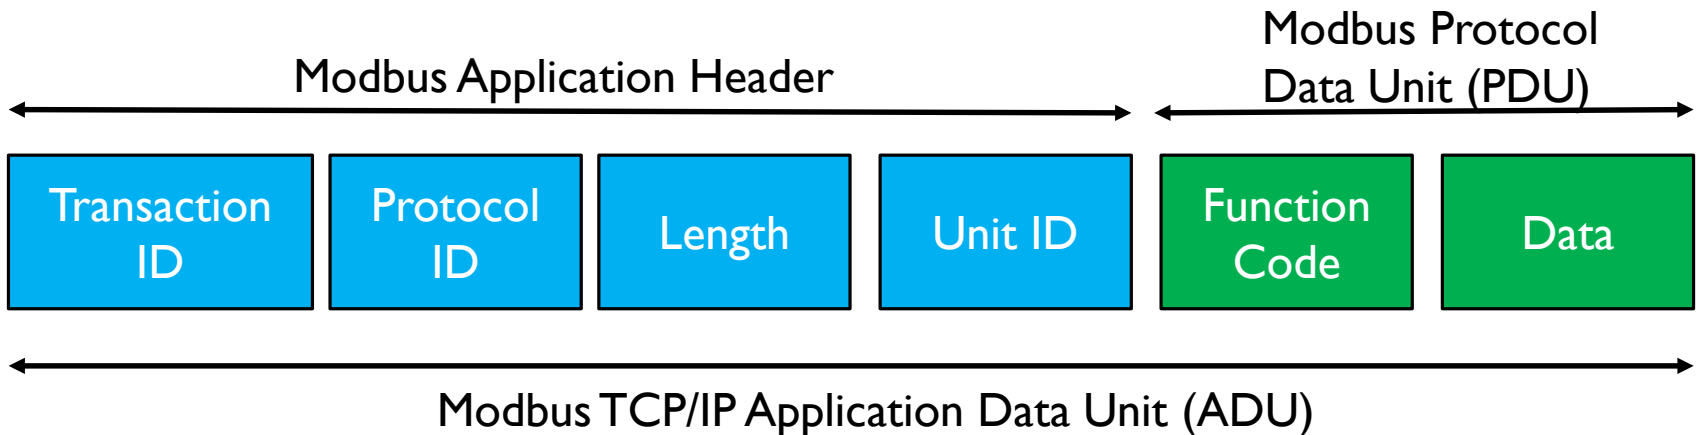 Modbus Protocol
Data Unit (PDU)
Modbus Application Header
Transaction
ID
Protocol
ID
Length
Unit ID
Function
Code
Data
Modbus TCP/IP Application Data Unit (ADU)